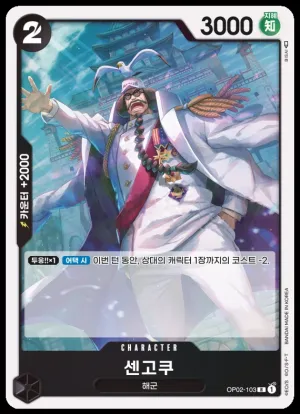 2
3000
지혜
知
카운터 +2000
투웅!!×1 어택 시 이번 턴 동안, 상대의 캐릭터 1장까지의 코스트 -2.
CHARACTER
센고쿠
해군
OP02-103 R 1
BANDAI MADE IN KOREA